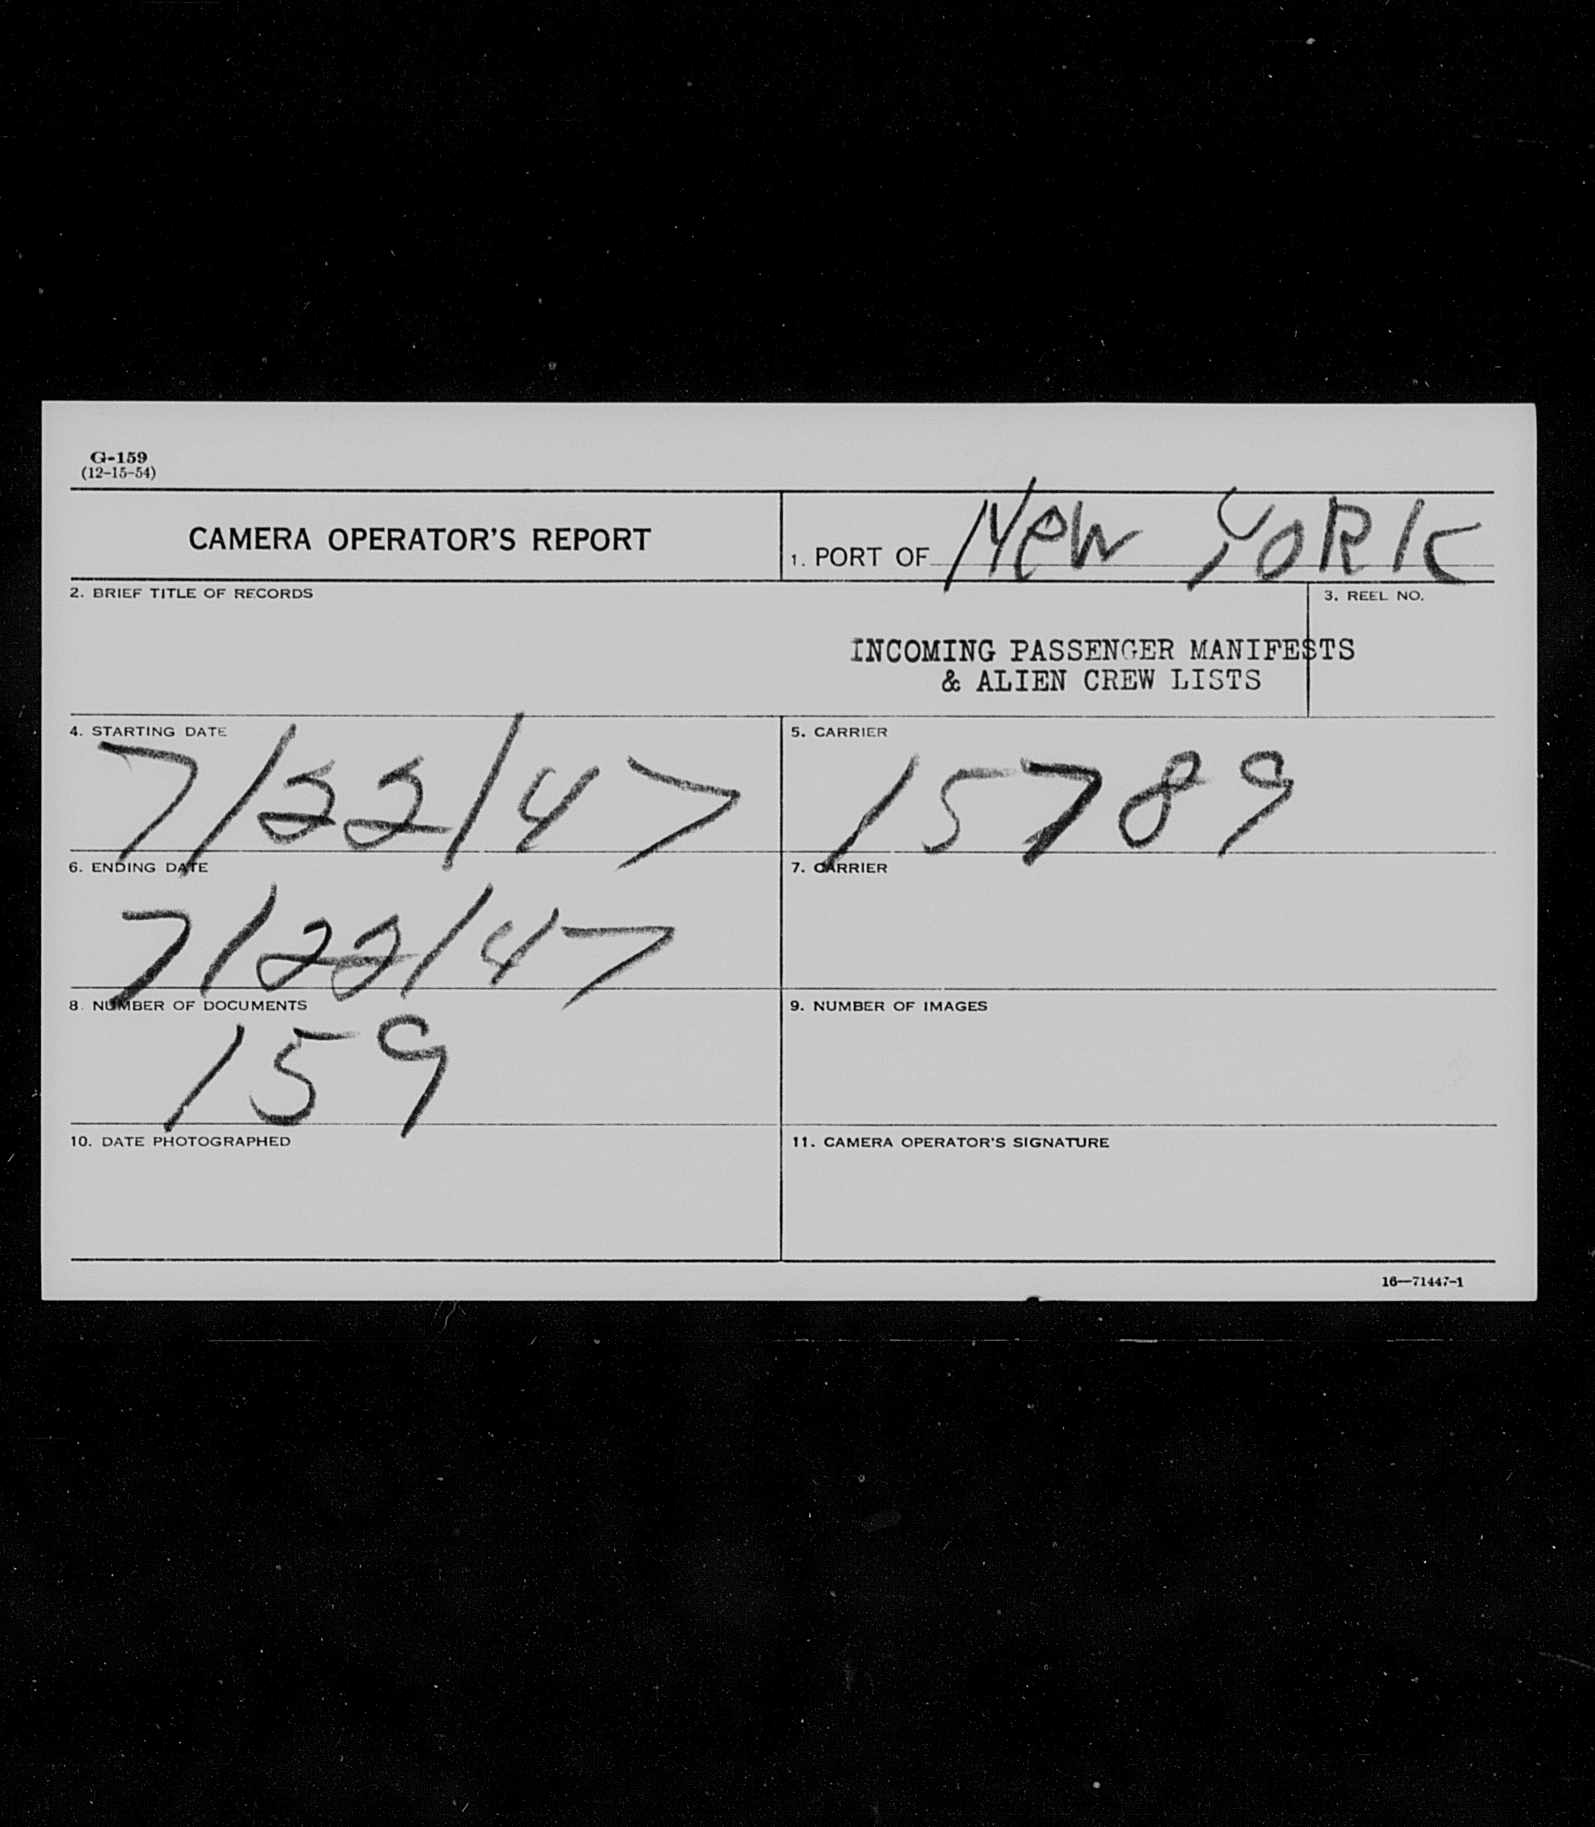 G-159
(12-15-54)
CAMERA OPERATOR'S REPORT
1. PORT OF New YORK
2. BRIEF TITLE OF RECORDS
3. REEL NO.
INCOMING PASSENGER MANIFESTS
& ALIEN CREW LISTS
4. STARTING DATE
7/22/47
5. CARRIER
15789
6. ENDING DATE
7/22/47
7. CARRIER
8. NUMBER OF DOCUMENTS
159
9. NUMBER OF IMAGES
10. DATE PHOTOGRAPHED
11. CAMERA OPERATOR'S SIGNATURE
16—71447-1